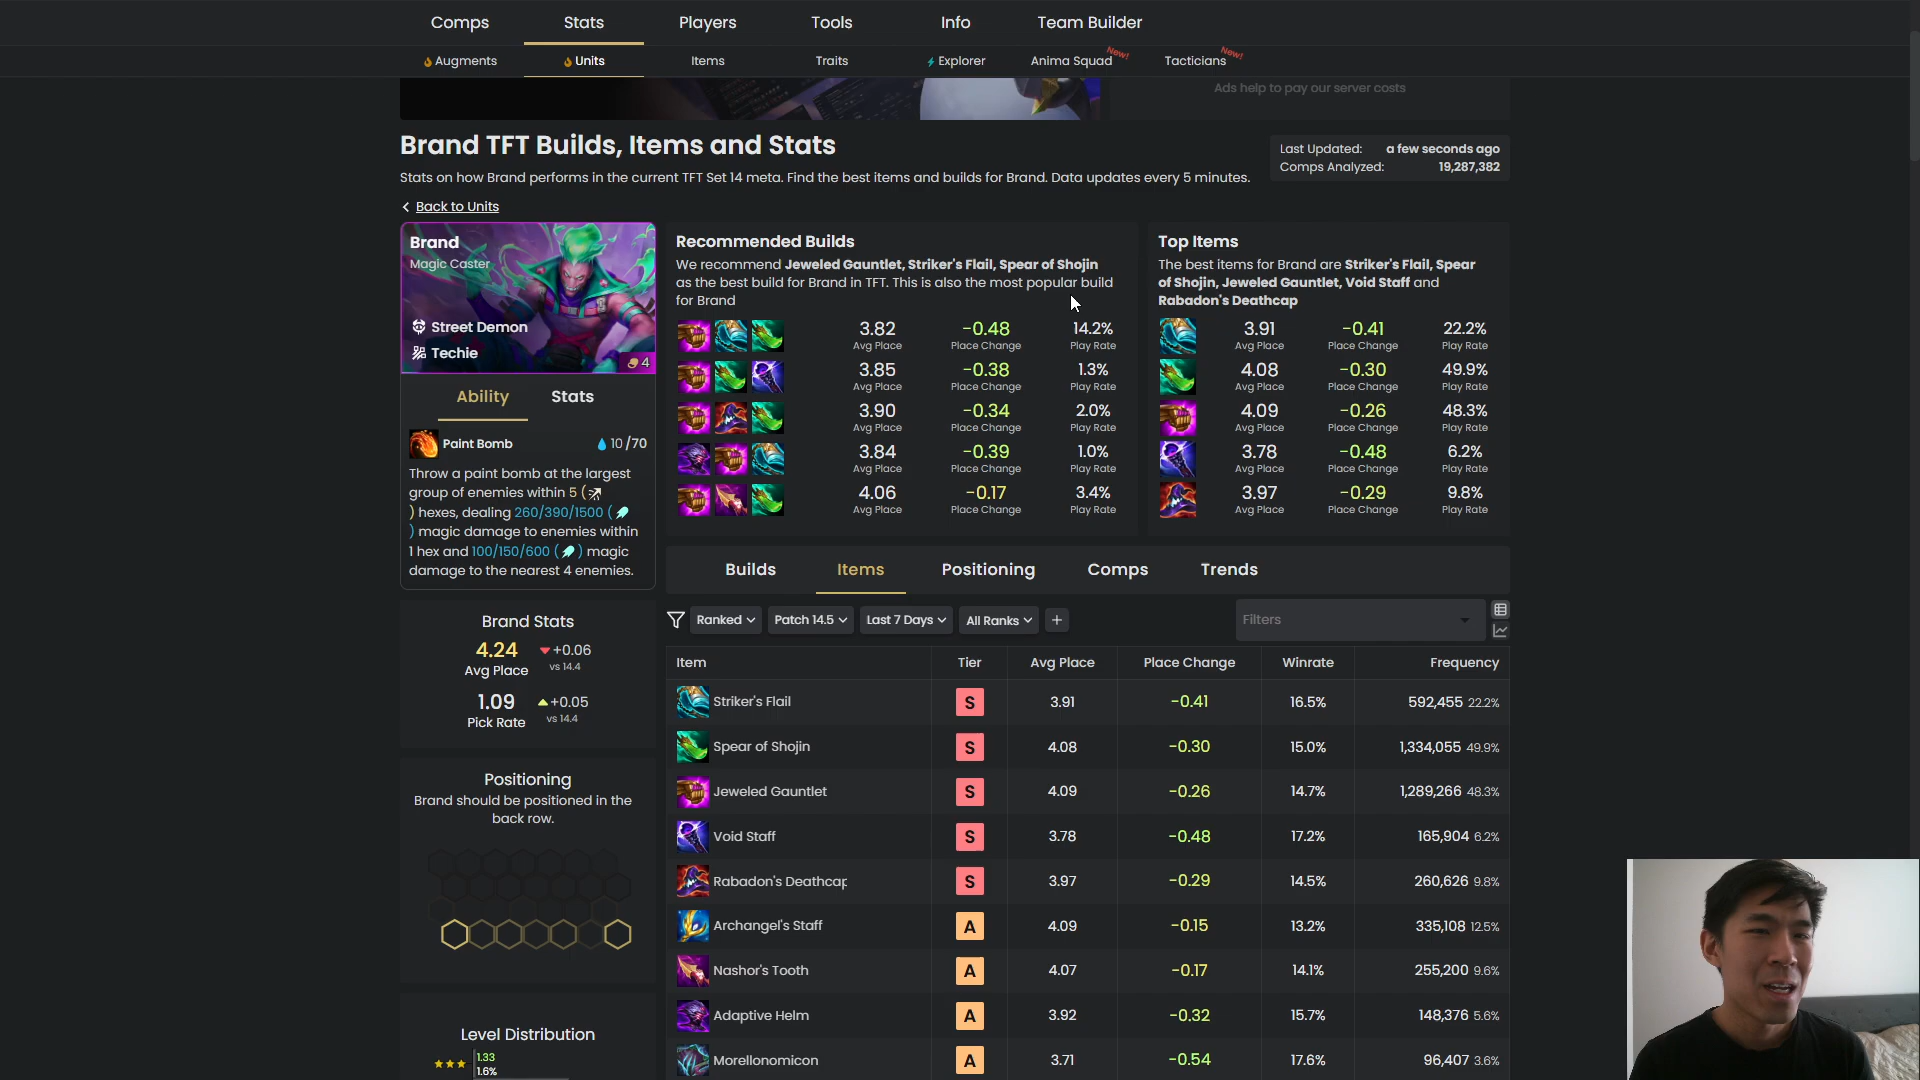 Comps
Stats
Players
Tools
Info
Team Builder
Augments
Units
Items
Traits
Explorer
Anima Squad
New!
Tacticians
New!
Ads help to pay our server costs
Brand TFT Builds, Items and Stats
Stats on how Brand performs in the current TFT Set 14 meta. Find the best items and builds for Brand. Data updates every 5 minutes.
Last Updated: a few seconds ago
Comps Analyzed: 19,287,382
Back to Units
Brand
Magic Caster
Street Demon
Techie
4
Ability
Stats
Paint Bomb
10 /70
Throw a paint bomb at the largest
group of enemies within 5 (
) hexes, dealing 260/390/1500 (
) magic damage to enemies within
1 hex and 100/150/600 ( ) magic
damage to the nearest 4 enemies.
Brand Stats
4.24 +0.06
Avg Place vs 14.4
1.09 +0.05
Pick Rate vs 14.4
Positioning
Brand should be positioned in the
back row.
Level Distribution
1.33
1.6%
Recommended Builds
We recommend Jeweled Gauntlet, Striker's Flail, Spear of Shojin
as the best build for Brand in TFT. This is also the most popular build
for Brand
3.82 -0.48 14.2%
Avg Place Place Change Play Rate
3.85 -0.38 1.3%
Avg Place Place Change Play Rate
3.90 -0.34 2.0%
Avg Place Place Change Play Rate
3.84 -0.39 1.0%
Avg Place Place Change Play Rate
4.06 -0.17 3.4%
Avg Place Place Change Play Rate
Top Items
The best items for Brand are Striker's Flail, Spear
of Shojin, Jeweled Gauntlet, Void Staff and
Rabadon's Deathcap
3.91 -0.41 22.2%
Avg Place Place Change Play Rate
4.08 -0.30 49.9%
Avg Place Place Change Play Rate
4.09 -0.26 48.3%
Avg Place Place Change Play Rate
3.78 -0.48 6.2%
Avg Place Place Change Play Rate
3.97 -0.29 9.8%
Avg Place Place Change Play Rate
Builds
Items
Positioning
Comps
Trends
Ranked
Patch 14.5
Last 7 Days
All Ranks
+
Filters
Item Tier Avg Place Place Change Winrate Frequency
Striker's Flail S 3.91 -0.41 16.5% 592,455 22.2%
Spear of Shojin S 4.08 -0.30 15.0% 1,334,055 49.9%
Jeweled Gauntlet S 4.09 -0.26 14.7% 1,289,266 48.3%
Void Staff S 3.78 -0.48 17.2% 165,904 6.2%
Rabadon's Deathcap S 3.97 -0.29 14.5% 260,626 9.8%
Archangel's Staff A 4.09 -0.15 13.2% 335,108 12.5%
Nashor's Tooth A 4.07 -0.17 14.1% 255,200 9.6%
Adaptive Helm A 3.92 -0.32 15.7% 148,376 5.6%
Morellonomicon A 3.71 -0.54 17.6% 96,407 3.6%